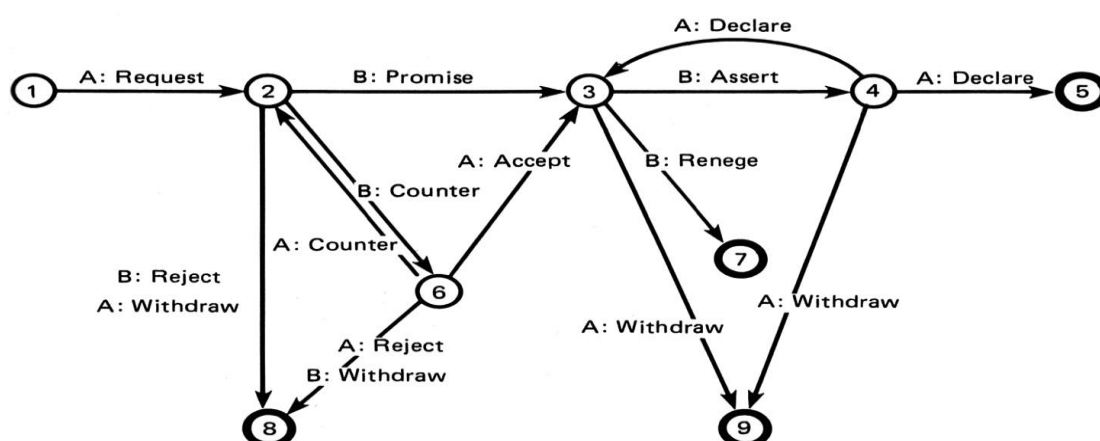 A: Declare
1 A: Request 2 B: Promise 3 B: Assert 4 A: Declare 5
A: Accept B: Renege
B: Counter
A: Counter
7
B: Reject
A: Withdraw
6
A: Withdraw
A: Withdraw
A: Reject
B: Withdraw
8 9